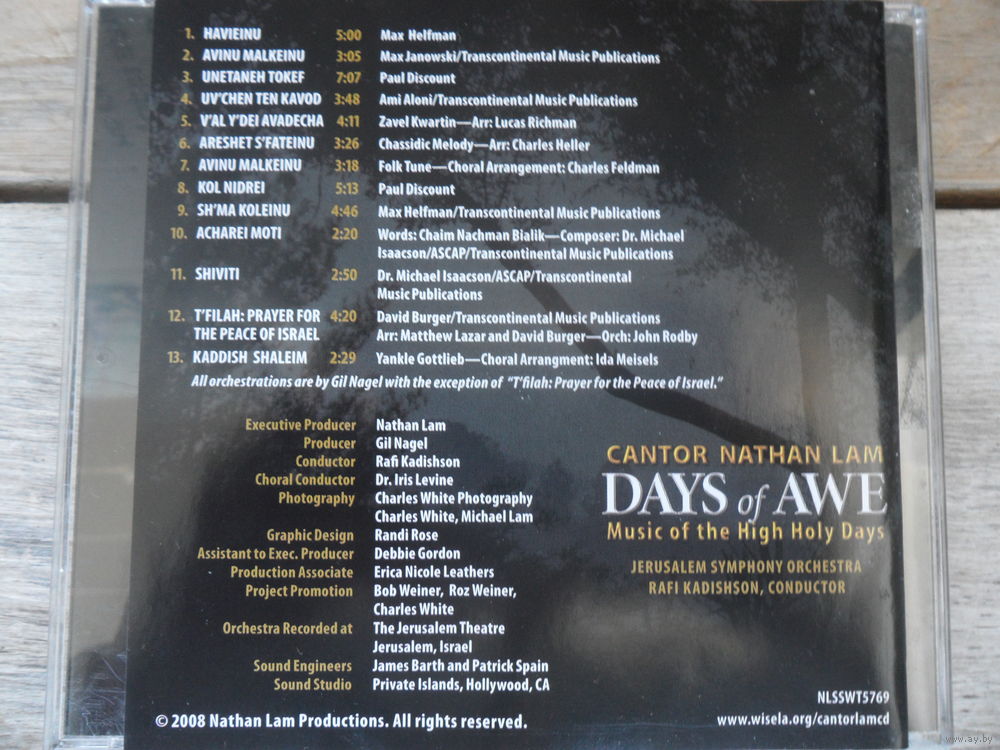 1. HAVIEINU 5:00 Max Helfman
2. AVINU MALKEINU 3:05 Max Janowski/Transcontinental Music Publications
3. UNETANEH TOKEF 7:07 Paul Discount
4. UV'CHEN TEN KAVOD 3:48 Ami Aloni/Transcontinental Music Publications
5. V'AL Y'DEI AVADECHA 4:11 Zavel Kwartin—Arr: Lucas Richman
6. ARESHET S'FATEINU 3:26 Chassidic Melody—Arr: Charles Heller
7. AVINU MALKEINU 3:18 Folk Tune—Choral Arrangement: Charles Feldman
8. KOL NIDREI 5:13 Paul Discount
9. SH'MA KOLEINU 4:46 Max Helfman/Transcontinental Music Publications
10. ACHAREI MOTI 2:20 Words: Chaim Nachman Bialik—Composer: Dr. Michael
Isaacson/ASCAP/Transcontinental Music Publications
11. SHIVITI 2:50 Dr. Michael Isaacson/ASCAP/Transcontinental
Music Publications
12. T'FILAH: PRAYER FOR 4:20 David Burger/Transcontinental Music Publications
THE PEACE OF ISRAEL Arr: Matthew Lazar and David Burger—Orch: John Rodby
13. KADDISH SHALEIM 2:29 Yankle Gottlieb—Choral Arrangment: Ida Meisels
All orchestrations are by Gil Nagel with the exception of "T'filah: Prayer for the Peace of Israel."
Executive Producer Nathan Lam
Producer Gil Nagel
Conductor Rafi Kadishson
Choral Conductor Dr. Iris Levine
Photography Charles White Photography
Charles White, Michael Lam
Graphic Design Randi Rose
Assistant to Exec. Producer Debbie Gordon
Production Associate Erica Nicole Leathers
Project Promotion Bob Weiner, Roz Weiner,
Charles White
Orchestra Recorded at The Jerusalem Theatre
Jerusalem, Israel
Sound Engineers James Barth and Patrick Spain
Sound Studio Private Islands, Hollywood, CA
CANTOR NATHAN LAM
DAYS of AWE
Music of the High Holy Days
JERUSALEM SYMPHONY ORCHESTRA
RAFI KADISHSON, CONDUCTOR
NLSSWT5769
© 2008 Nathan Lam Productions. All rights reserved. www.wisela.org/cantorlamcd
www.ay.by